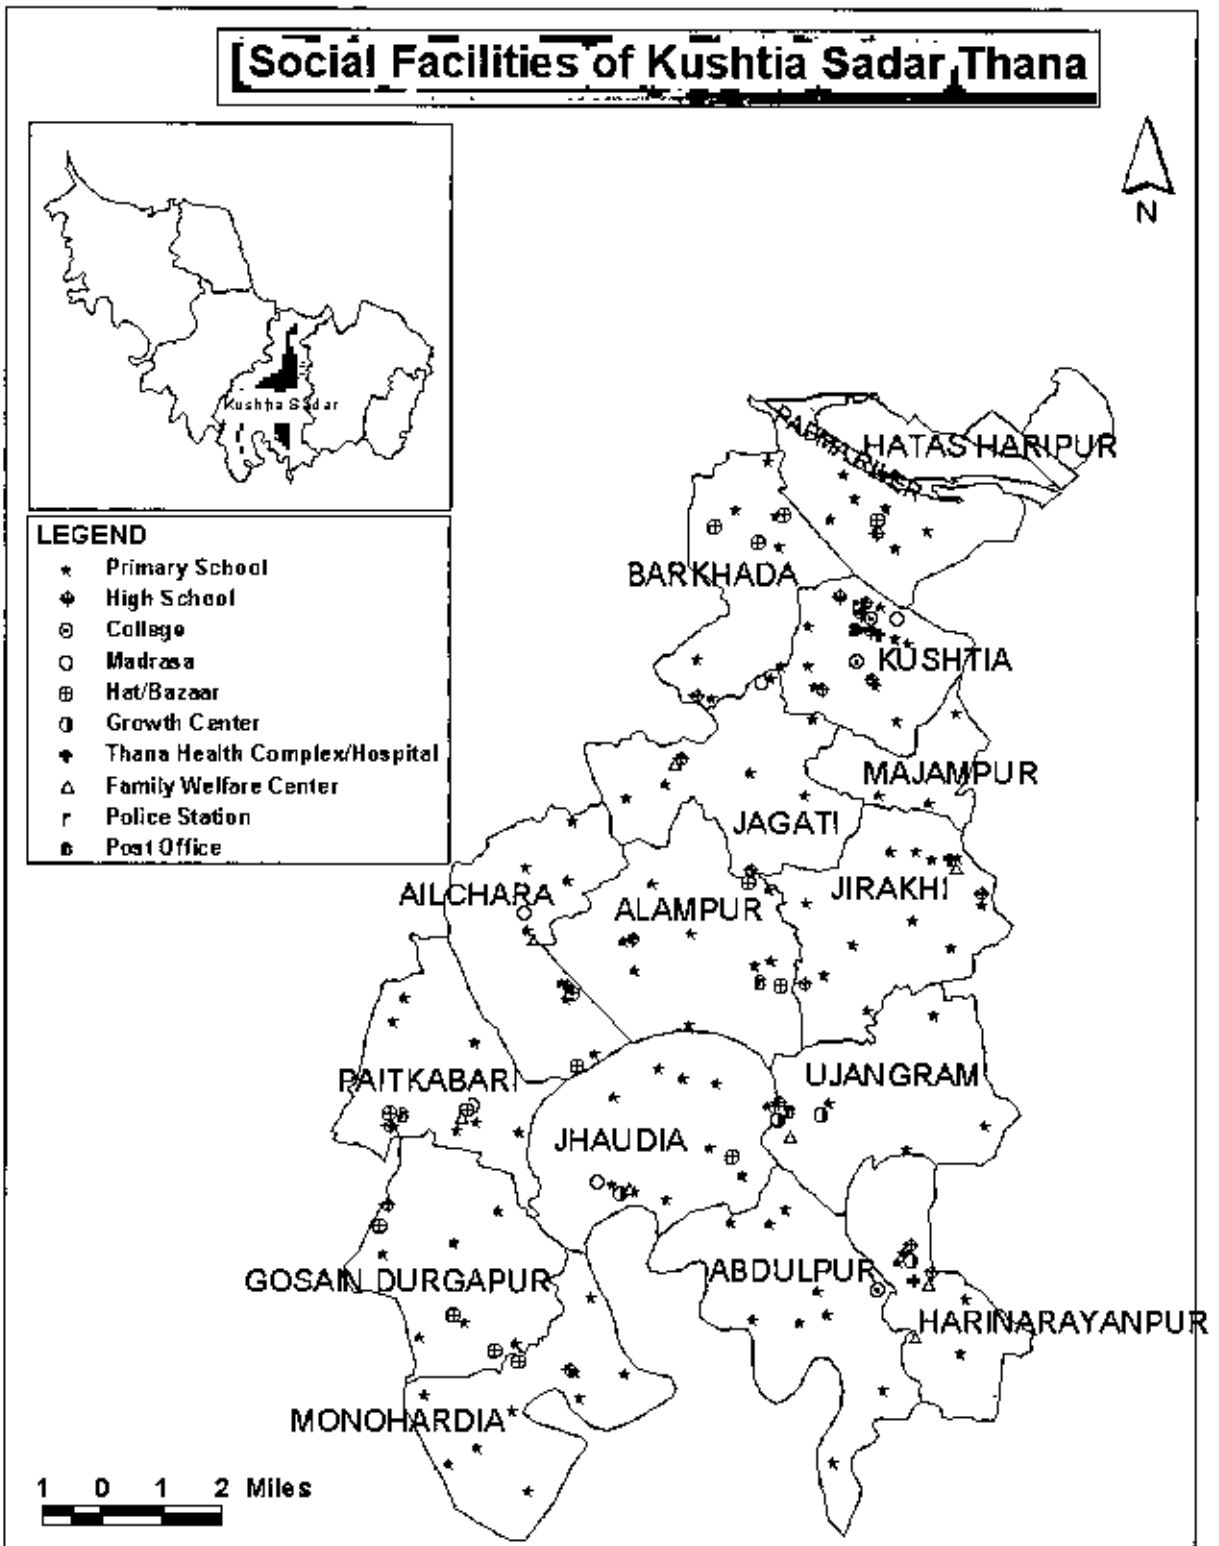 Social Facilities of Kushtia Sadar Thana
N
Kushtia Sadar
LEGEND
Primary School
High School
College
Madrasa
Hat/Bazaar
Growth Center
Thana Health Complex/Hospital
Family Welfare Center
Police Station
Post Office
PADMA RIVER
HATAS HARIPUR
BARKHADA
KUSHTIA
MAJAMPUR
JAGATI
AILCHARA
ALAMPUR
JIRAKHI
PAITKABARI
UJANGRAM
JHAUDIA
GOSAIN DURGAPUR
ABDULPUR
HARINARAYANPUR
MONOHARDIA
1 0 1 2 Miles